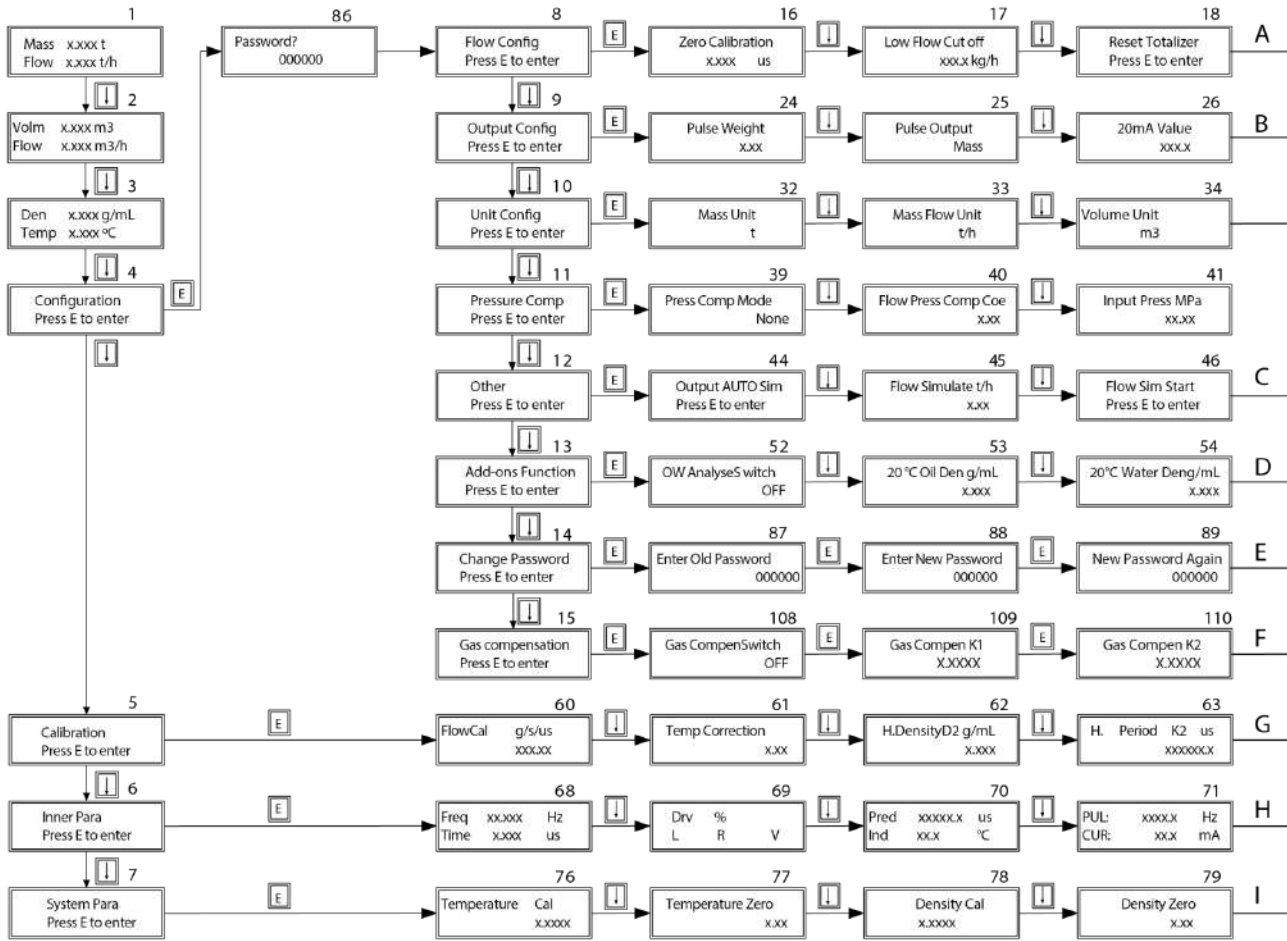 1
86
8
16
17
18
A
Mass x.xxx t
Flow x.xxx t/h
Password?
000000
Flow Config
Press E to enter
E
E
Zero Calibration
x.xxx us
↓
Low Flow Cut off
xxx.x kg/h
↓
Reset Totalizer
Press E to enter
↓
2
↓
9
24
25
26
B
Volm x.xxx m3
Flow x.xxx m3/h
Output Config
Press E to enter
E
Pulse Weight
x.xx
↓
Pulse Output
Mass
↓
20mA Value
xxx.x
↓
3
↓
10
32
33
34
Den x.xxx g/mL
Temp x.xxx ºC
Unit Config
Press E to enter
E
Mass Unit
t
↓
Mass Flow Unit
t/h
↓
Volume Unit
m3
↓
4
↓
11
39
40
41
Configuration
Press E to enter
E
Pressure Comp
Press E to enter
E
Press Comp Mode
None
↓
Flow Press Comp Coe
x.xx
↓
Input Press MPa
xx.xx
↓
↓
12
44
45
46
C
Other
Press E to enter
E
Output AUTO Sim
Press E to enter
↓
Flow Simulate t/h
x.xx
↓
Flow Sim Start
Press E to enter
↓
13
52
53
54
D
Add-ons Function
Press E to enter
E
OW AnalyseS witch
OFF
↓
20 °C Oil Den g/mL
x.xxx
↓
20°C Water Deng/mL
x.xxx
↓
14
87
88
89
E
Change Password
Press E to enter
E
Enter Old Password
000000
E
Enter New Password
000000
E
New Password Again
000000
↓
15
108
109
110
F
Gas compensation
Press E to enter
E
Gas CompenSwitch
OFF
E
Gas Compen K1
X.XXXX
E
Gas Compen K2
X.XXXX
5
60
61
62
63
G
Calibration
Press E to enter
E
FlowCal g/s/us
xxx.xx
↓
Temp Correction
x.xx
↓
H.DensityD2 g/mL
x.xxx
↓
H. Period K2 us
xxxxxx.x
↓
6
68
69
70
71
H
Inner Para
Press E to enter
E
Freq xx.xxx Hz
Time x.xxx us
↓
Drv %
L R V
↓
Pred xxxxx.x us
Ind xx.x °C
↓
PUL: xxxx.x Hz
CUR: xx.x mA
↓
7
76
77
78
79
I
System Para
Press E to enter
E
Temperature Cal
x.xxxx
↓
Temperature Zero
x.xx
↓
Density Cal
x.xxxx
↓
Density Zero
x.xx